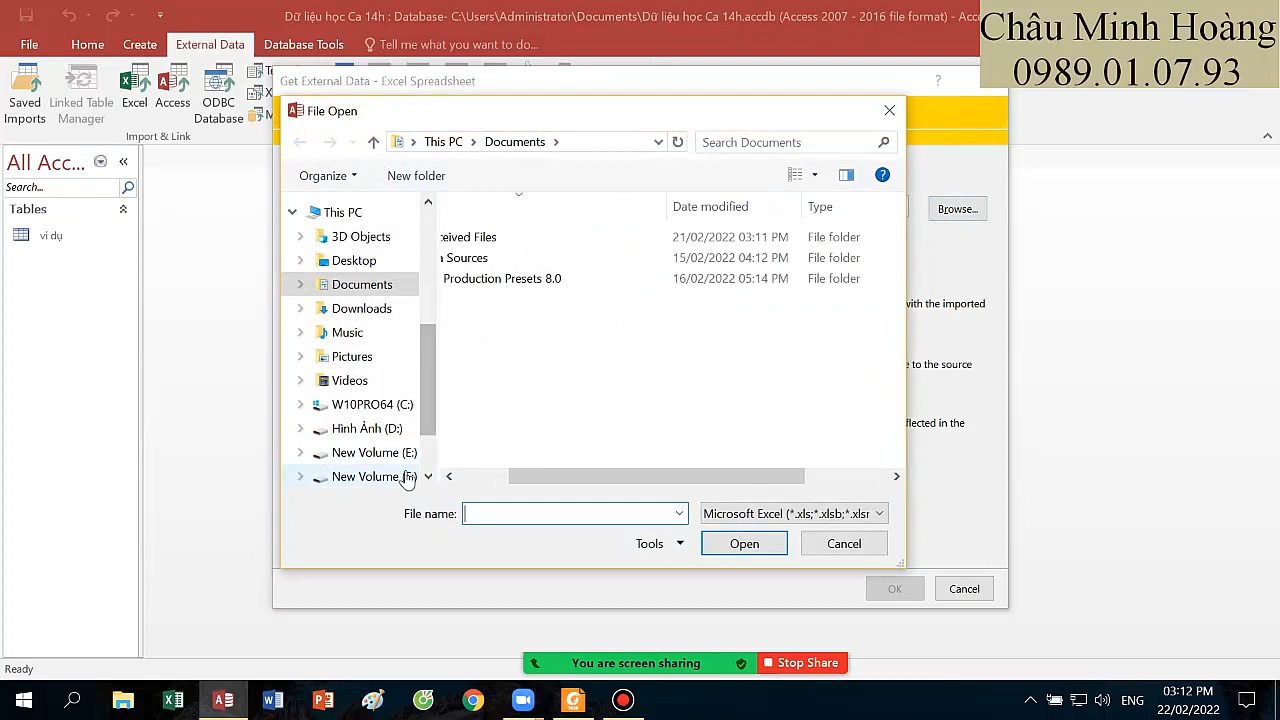 Dữ liệu học Ca 14h : Database- C:\Users\Administrator\Documents\Dữ liệu học Ca 14h.accdb (Access 2007 - 2016 file format) - Acce
Châu Minh Hoàng
0989.01.07.93
File
Home
Create
External Data
Database Tools
Tell me what you want to do...
Saved Imports
Linked Table Manager
Excel
Access
ODBC Database
Import & Link
Get External Data - Excel Spreadsheet
?
File Open
This PC
Documents
Search Documents
Organize
New folder
All Acc...
Search...
Tables
ví dụ
This PC
3D Objects
Desktop
Documents
Downloads
Music
Pictures
Videos
W10PRO64 (C:)
Hình Ảnh (D:)
New Volume (E:)
New Volume
Date modified
Type
eived Files
21/02/2022 03:11 PM
File folder
a Sources
15/02/2022 04:12 PM
File folder
Production Presets 8.0
16/02/2022 05:14 PM
File folder
Browse...
with the imported
e to the source
flected in the
File name:
Microsoft Excel (*.xls;*.xlsb;*.xlsr
Tools
Open
Cancel
OK
Cancel
Ready
You are screen sharing
Stop Share
ENG
03:12 PM
22/02/2022